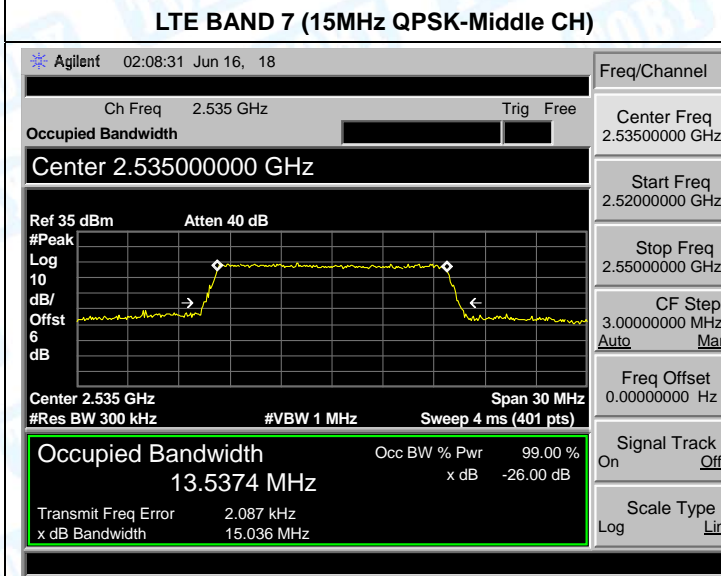 LTE BAND 7 (15MHz QPSK-Middle CH)
Agilent 02:08:31 Jun 16, 18
Freq/Channel
Ch Freq 2.535 GHz Trig Free
Occupied Bandwidth
Center 2.535000000 GHz
Center Freq
2.53500000 GHz
Start Freq
2.52000000 GHz
Stop Freq
2.55000000 GHz
CF Step
3.00000000 MHz
Auto Man
Freq Offset
0.00000000 Hz
Signal Track
On Off
Scale Type
Log Lin
Ref 35 dBm Atten 40 dB
#Peak
Log
10
dB/
Offst
6
dB
Center 2.535 GHz Span 30 MHz
#Res BW 300 kHz #VBW 1 MHz Sweep 4 ms (401 pts)
Occupied Bandwidth Occ BW % Pwr 99.00 %
13.5374 MHz x dB -26.00 dB
Transmit Freq Error 2.087 kHz
x dB Bandwidth 15.036 MHz